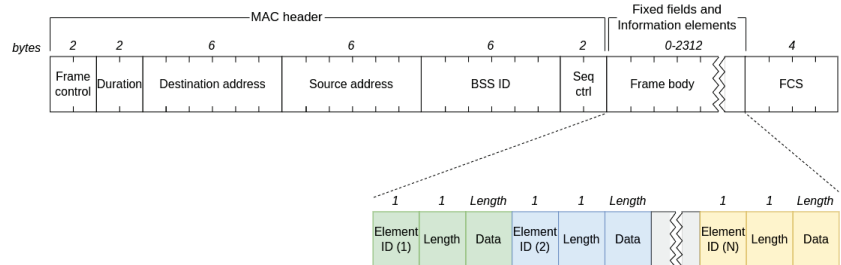 MAC header
Fixed fields and
Information elements
bytes 2 2 6 6 6 2 0-2312 4
Frame control Duration Destination address Source address BSS ID Seq ctrl Frame body FCS
1 1 Length 1 1 Length 1 1 Length
Element ID (1) Length Data Element ID (2) Length Data Element ID (N) Length Data